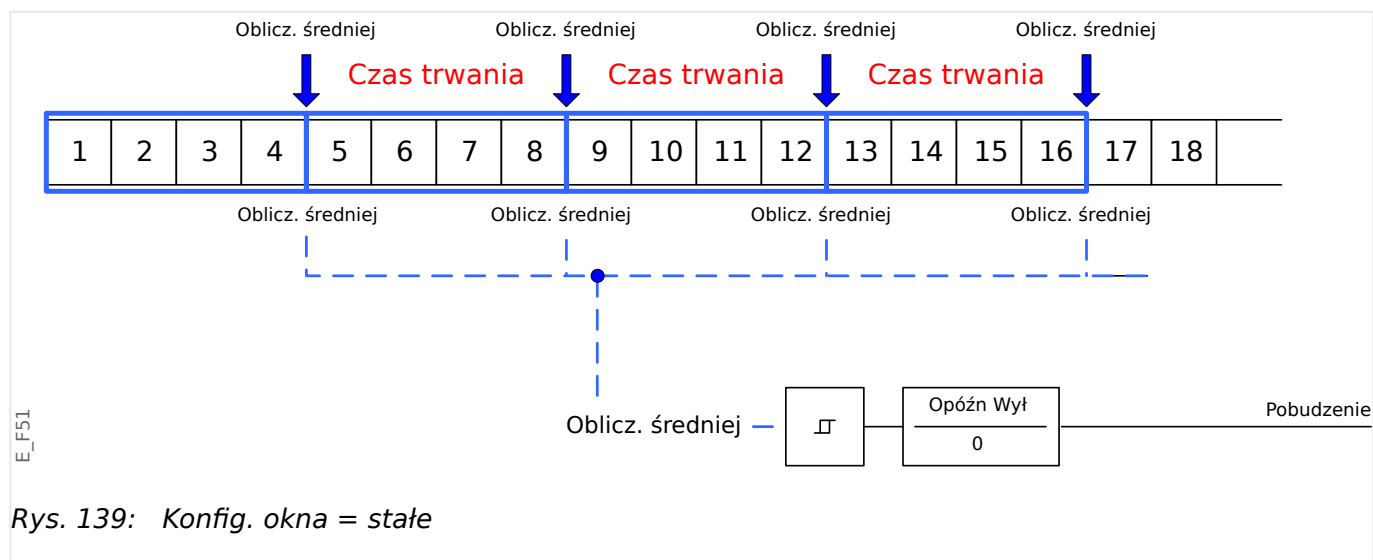 Oblicz. średniej Oblicz. średniej Oblicz. średniej Oblicz. średniej
Czas trwania Czas trwania Czas trwania
1 2 3 4 5 6 7 8 9 10 11 12 13 14 15 16 17 18
Oblicz. średniej Oblicz. średniej Oblicz. średniej Oblicz. średniej
Oblicz. średniej
Opóźn Wył
0
Pobudzenie
E_F51
Rys. 139: Konfig. okna = stałe